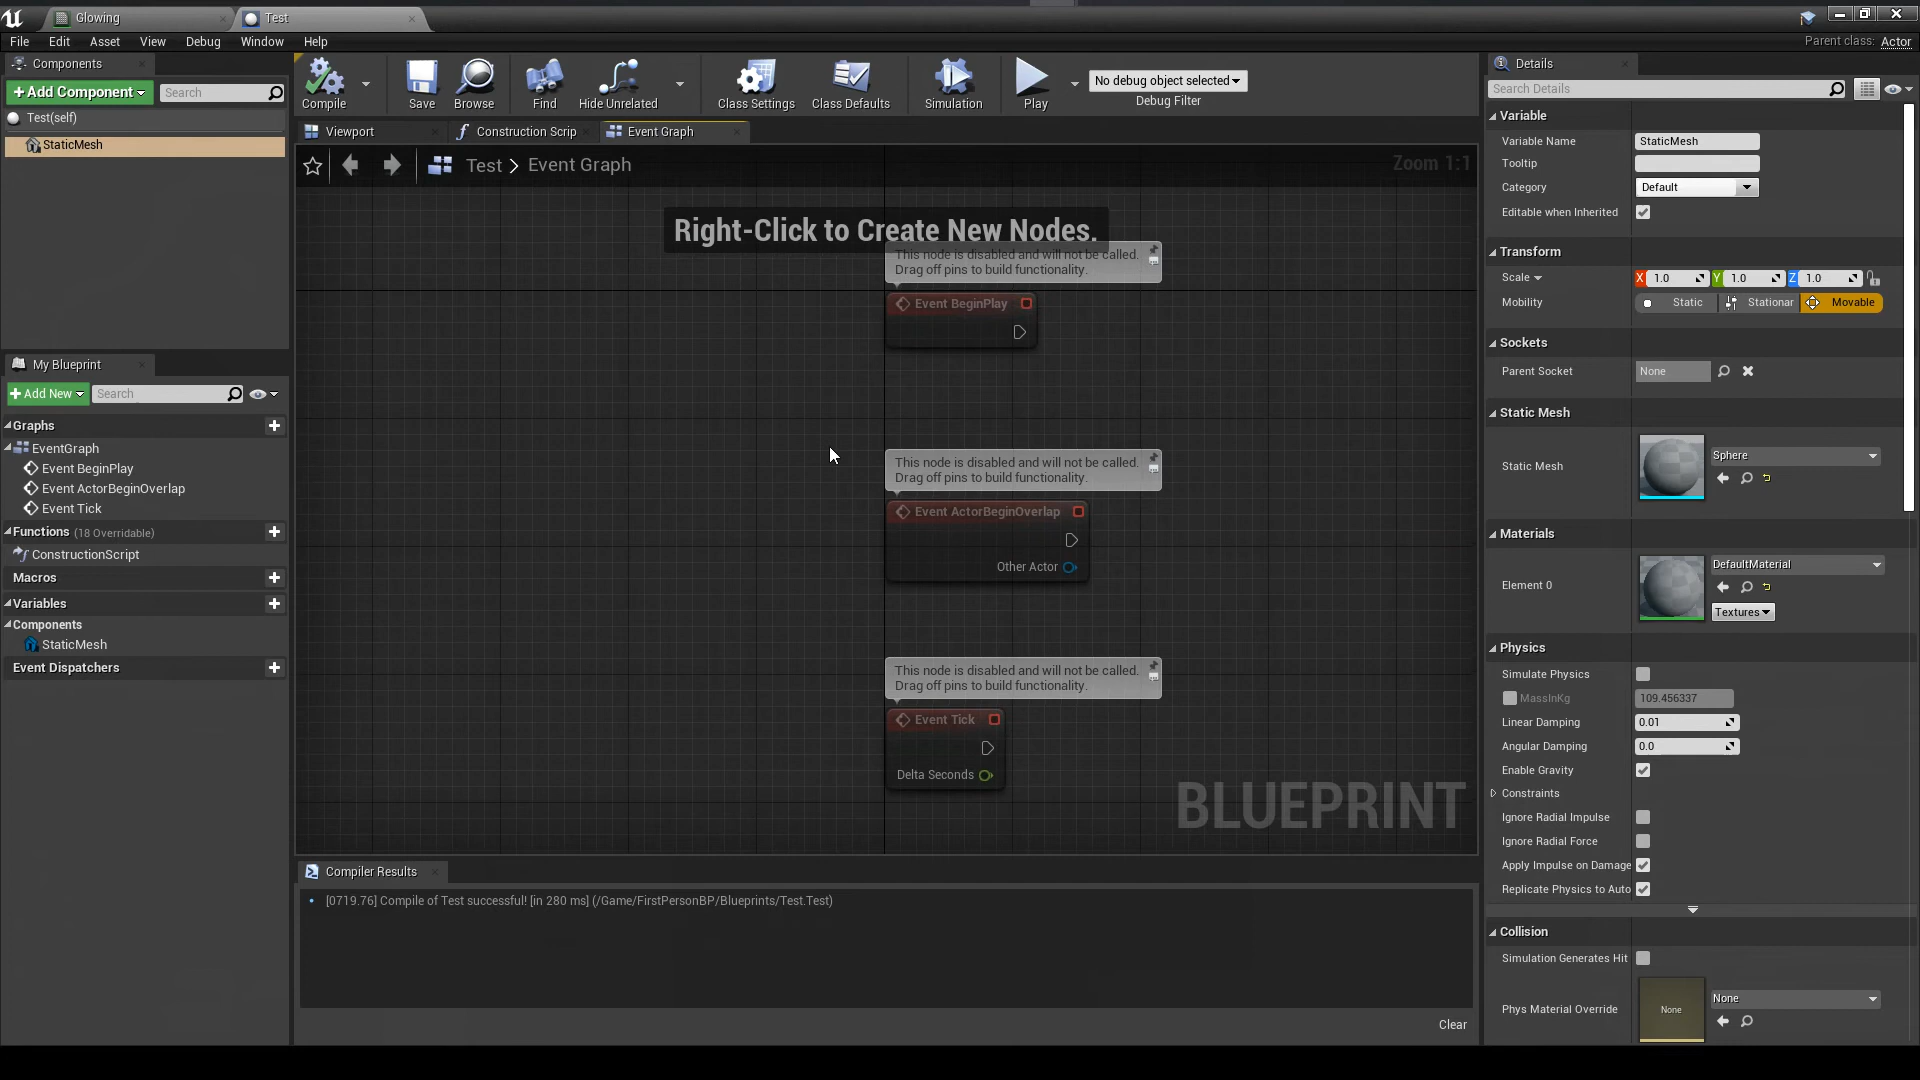 Glowing
Test
File Edit Asset View Debug Window Help
Parent class: Actor
Components
+Add Component
Search
Test(self)
StaticMesh
Compile
Save
Browse
Find
Hide Unrelated
Class Settings
Class Defaults
Simulation
Play
No debug object selected
Debug Filter
Viewport
Construction Scrip
Event Graph
Test > Event Graph
Zoom 1:1
Right-Click to Create New Nodes.
This node is disabled and will not be called.
Drag off pins to build functionality.
Event BeginPlay
This node is disabled and will not be called.
Drag off pins to build functionality.
Event ActorBeginOverlap
Other Actor
This node is disabled and will not be called.
Drag off pins to build functionality.
Event Tick
Delta Seconds
BLUEPRINT
My Blueprint
+Add New
Search
Graphs
EventGraph
Event BeginPlay
Event ActorBeginOverlap
Event Tick
Functions (18 Overridable)
ConstructionScript
Macros
Variables
Components
StaticMesh
Event Dispatchers
Compiler Results
[0719.76] Compile of Test successful! [in 280 ms] (/Game/FirstPersonBP/Blueprints/Test.Test)
Clear
Details
Search Details
Variable
Variable Name StaticMesh
Tooltip
Category Default
Editable when Inherited
Transform
Scale X 1.0 Y 1.0 Z 1.0
Mobility Static Stationar Movable
Sockets
Parent Socket None
Static Mesh
Static Mesh Sphere
Materials
Element 0 DefaultMaterial
Textures
Physics
Simulate Physics
MassInKg 109.456337
Linear Damping 0.01
Angular Damping 0.0
Enable Gravity
Constraints
Ignore Radial Impulse
Ignore Radial Force
Apply Impulse on Damage
Replicate Physics to Auto
Collision
Simulation Generates Hit
Phys Material Override None None